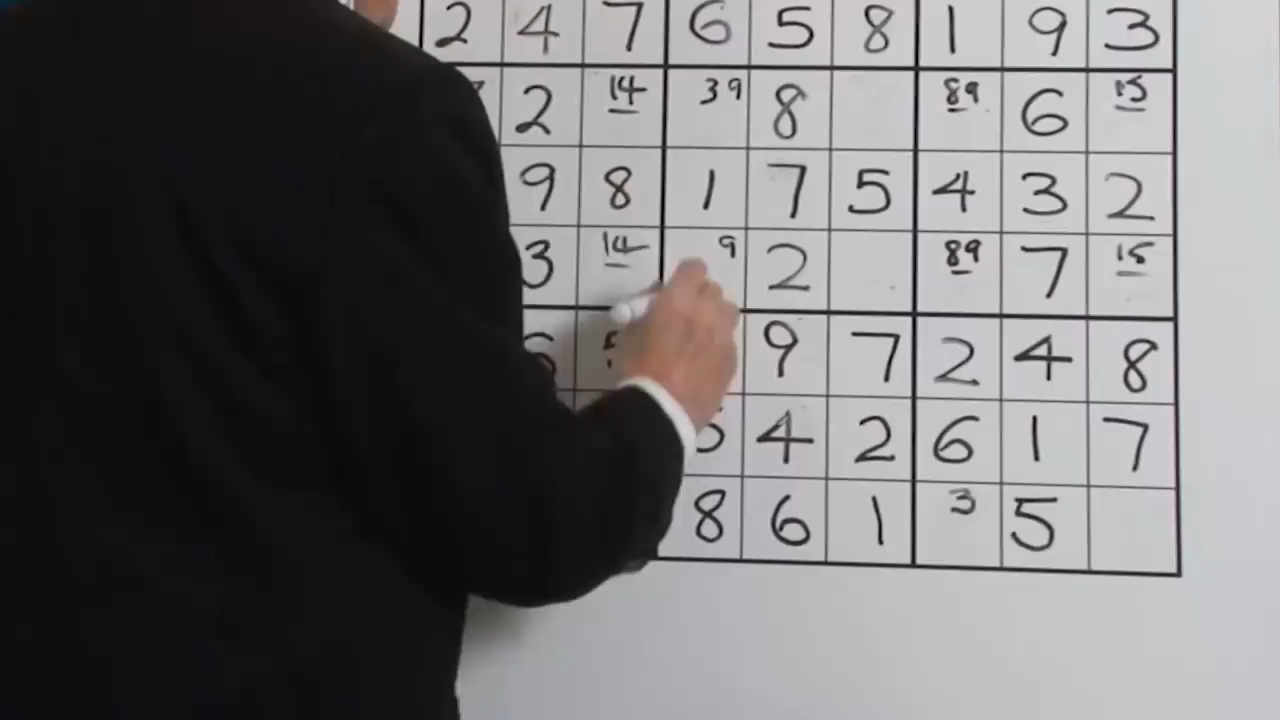 2 4 7 6 5 8 1 9 3
2 14 39 8 89 6 15
9 8 1 7 5 4 3 2
3 14 9 2 89 7 15
9 7 2 4 8
4 2 6 1 7
8 6 1 3 5